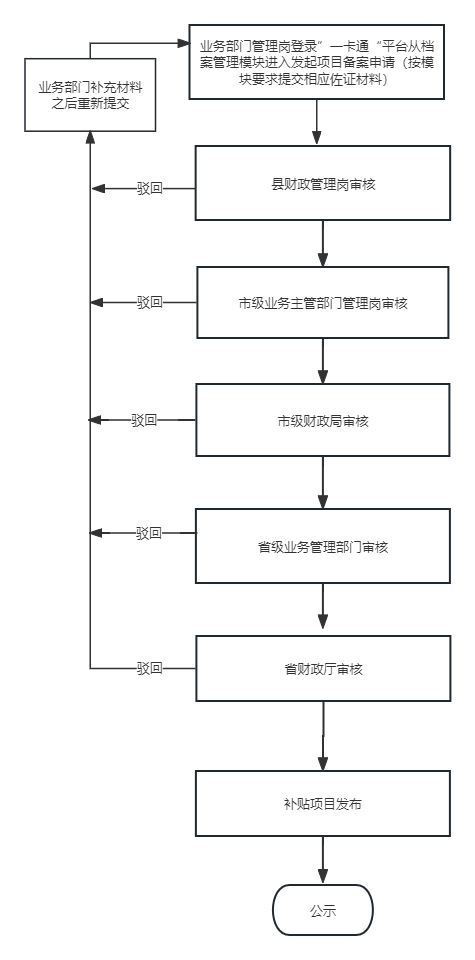 业务部门管理岗登录”一卡通“平台从档
案管理模块进入发起项目备案申请（按模
块要求提交相应佐证材料）
业务部门补充材料
之后重新提交
县财政管理岗审核
驳回
市级业务主管部门管理岗审核
驳回
市级财政局审核
驳回
省级业务管理部门审核
驳回
省财政厅审核
驳回
补贴项目发布
公示